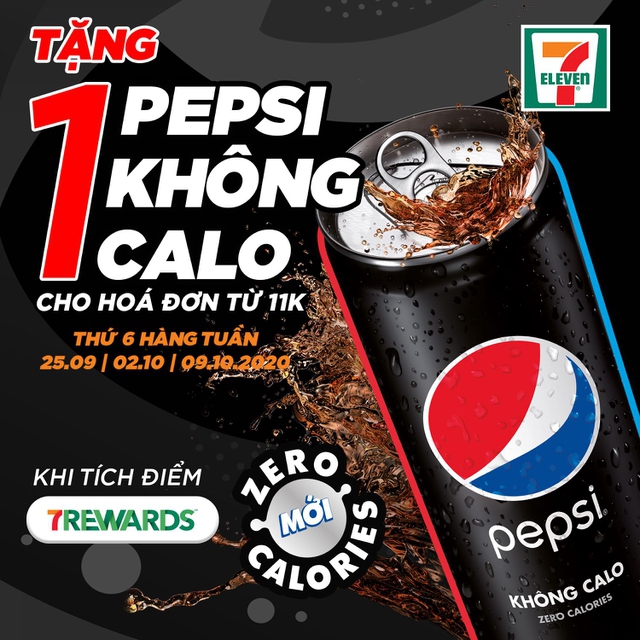 TẶNG
1 PEPSI
KHÔNG
CALO
CHO HOÁ ĐƠN TỪ 11K
THỨ 6 HÀNG TUẦN
25.09 | 02.10 | 09.10.2020
KHI TÍCH ĐIỂM
7REWARDS
ZERO
MỚI
CALORIES
7
ELEVEN
pepsi
KHÔNG CALO
ZERO CALORIES